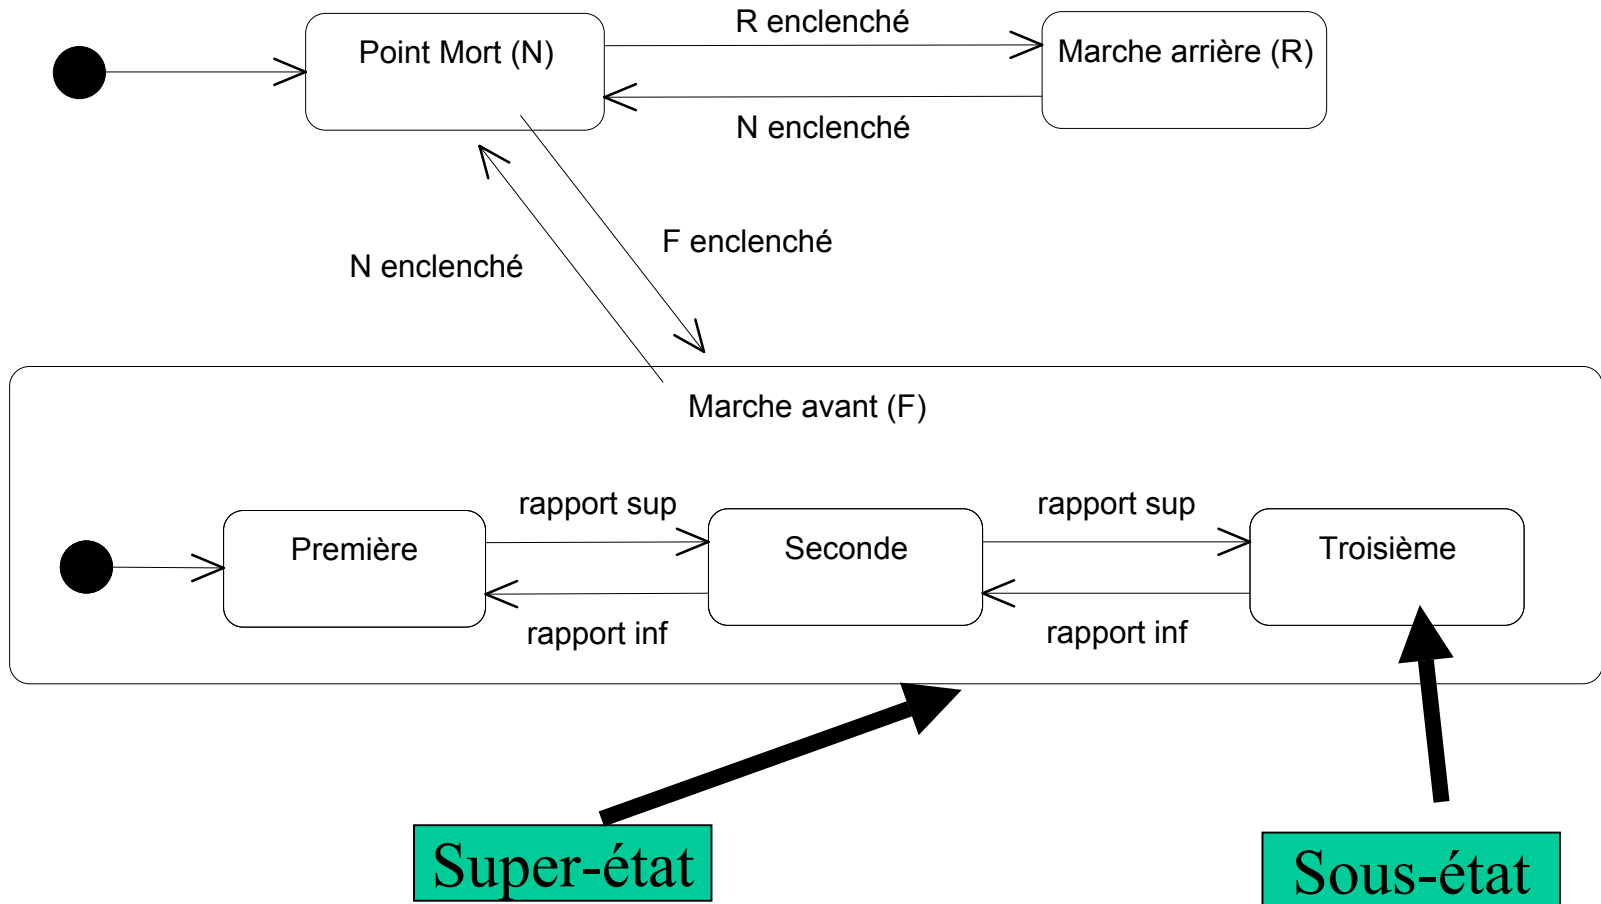 R enclenché
Point Mort (N)
Marche arrière (R)
N enclenché
F enclenché
N enclenché
Marche avant (F)
rapport sup
rapport sup
Première
Seconde
Troisième
rapport inf
rapport inf
Super-état
Sous-état